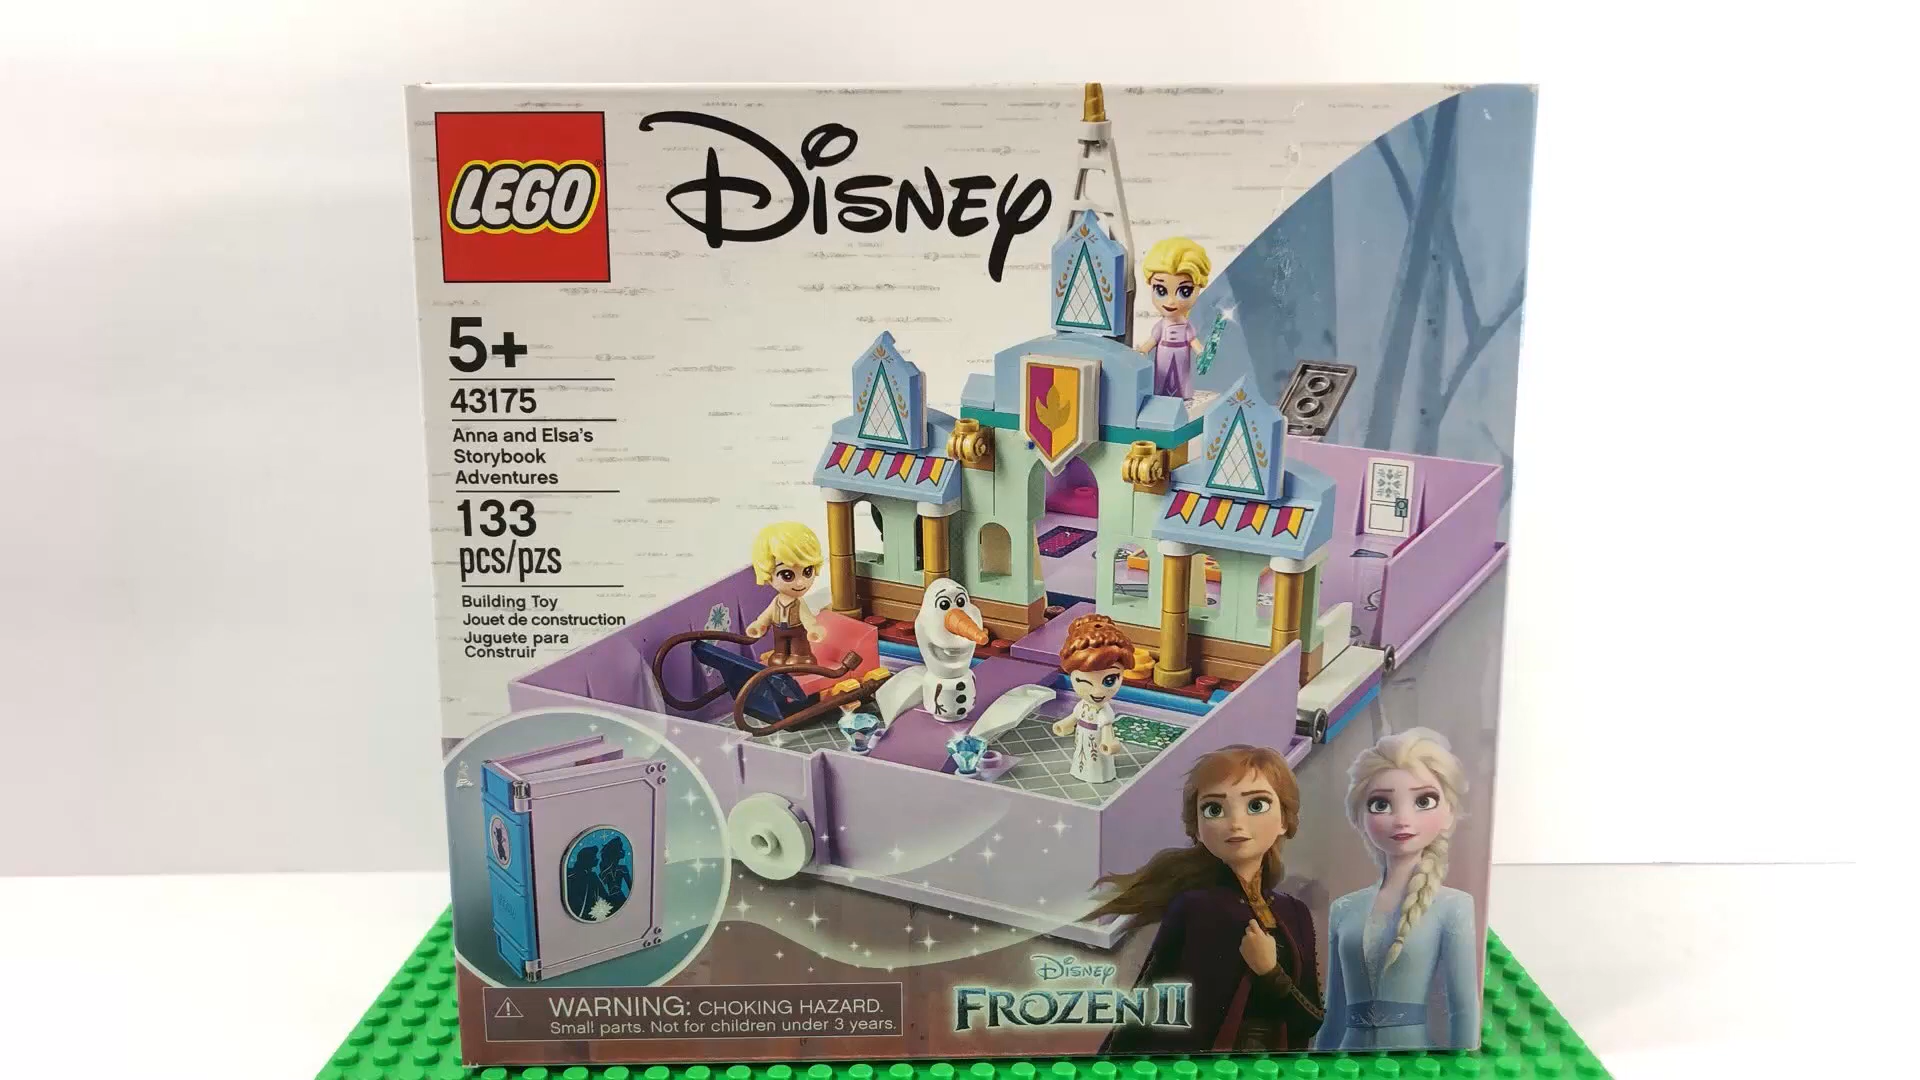 LEGO
DISNEY
5+
43175
Anna and Elsa's
Storybook
Adventures
133
pcs/pzs
Building Toy
Jouet de construction
Juguete para
Construir
WARNING: CHOKING HAZARD.
Small parts. Not for children under 3 years.
DISNEY
FROZEN II